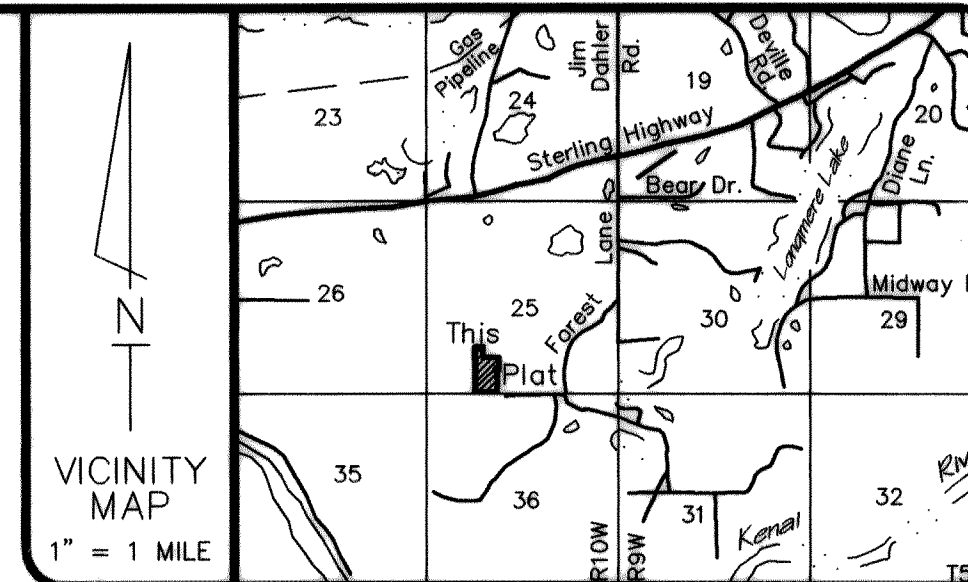 Gas
Pipeline
Jim
Dahler
Rd.
Deville
Rd
23
24
19
20
Sterling Highway
Bear Dr.
Longmere Lake
Diane
Ln.
Lane
Forest
26
25
30
29
Midway
This
Plat
N
VICINITY
MAP
1" = 1 MILE
35
36
31
32
Kenai
R10W
R9W